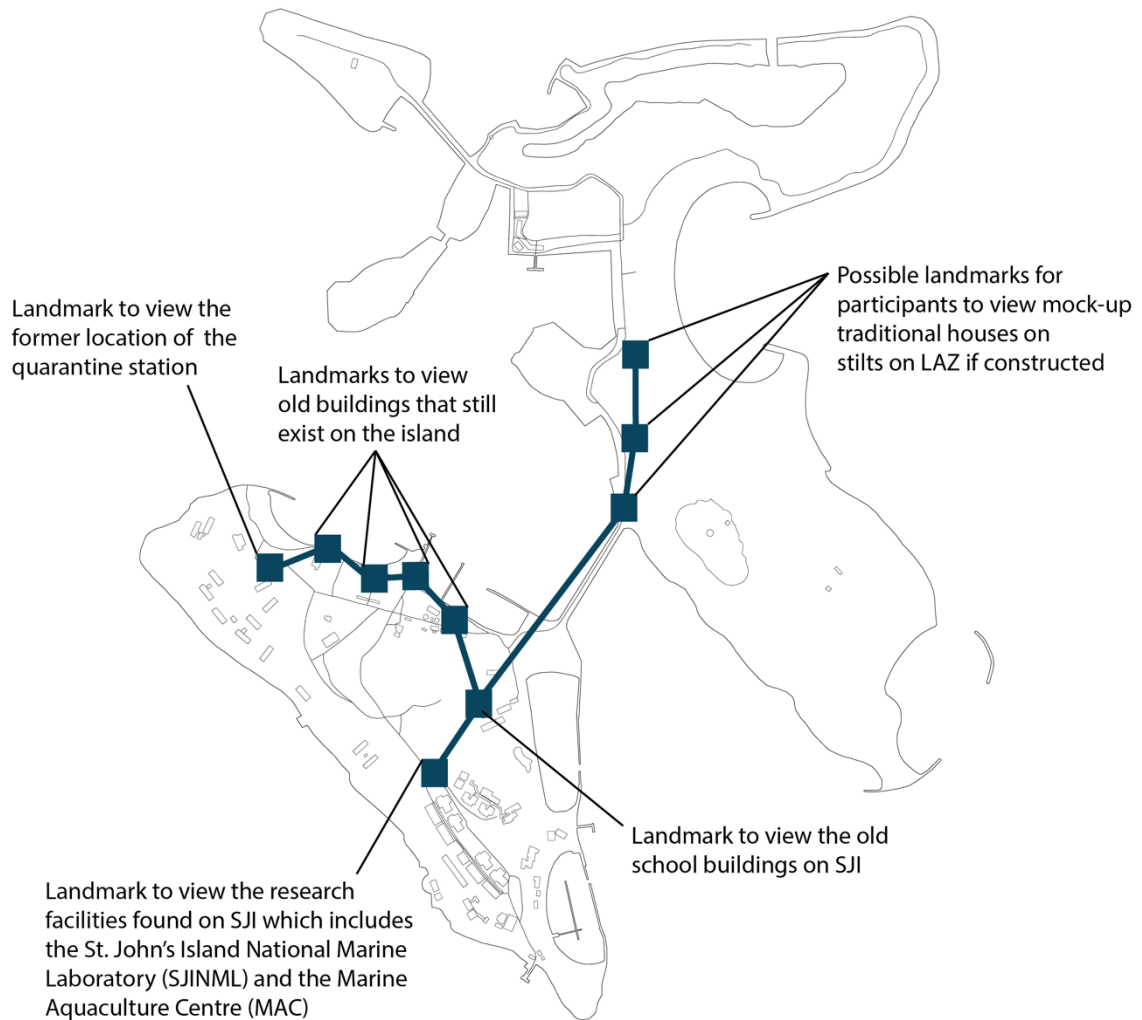 Possible landmarks for
participants to view mock-up
traditional houses on
stilts on LAZ if constructed
Landmark to view the
former location of the
quarantine station
Landmarks to view
old buildings that still
exist on the island
Landmark to view the old
school buildings on SJI
Landmark to view the research
facilities found on SJI which includes
the St. John’s Island National Marine
Laboratory (SJINML) and the Marine
Aquaculture Centre (MAC)